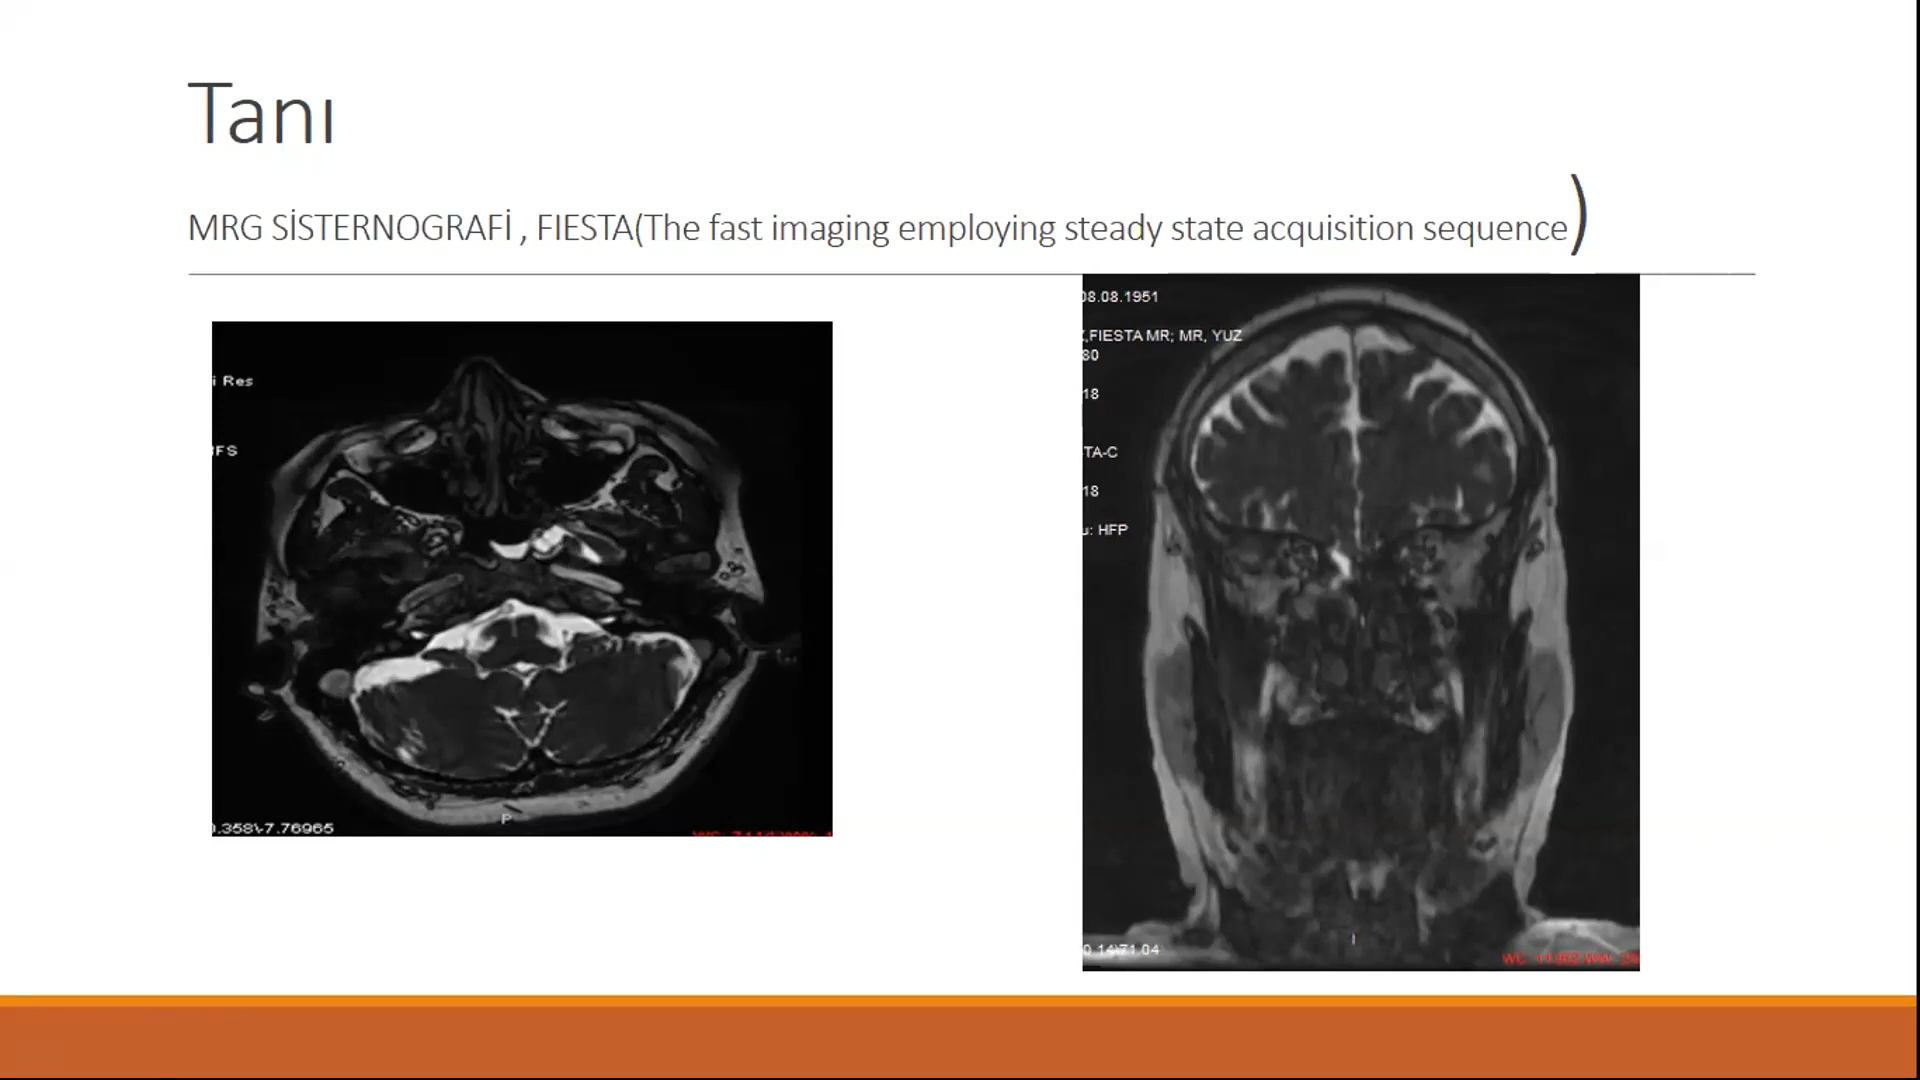 Tanı
MRG SİSTERNOGRAFİ , FIESTA(The fast imaging employing steady state acquisition sequence)
i Res
FS
P
.358\-7.76965
08.08.1951
,FIESTA MR; MR, YUZ
80
18
TA-C
18
: HFP
0.14\71.04